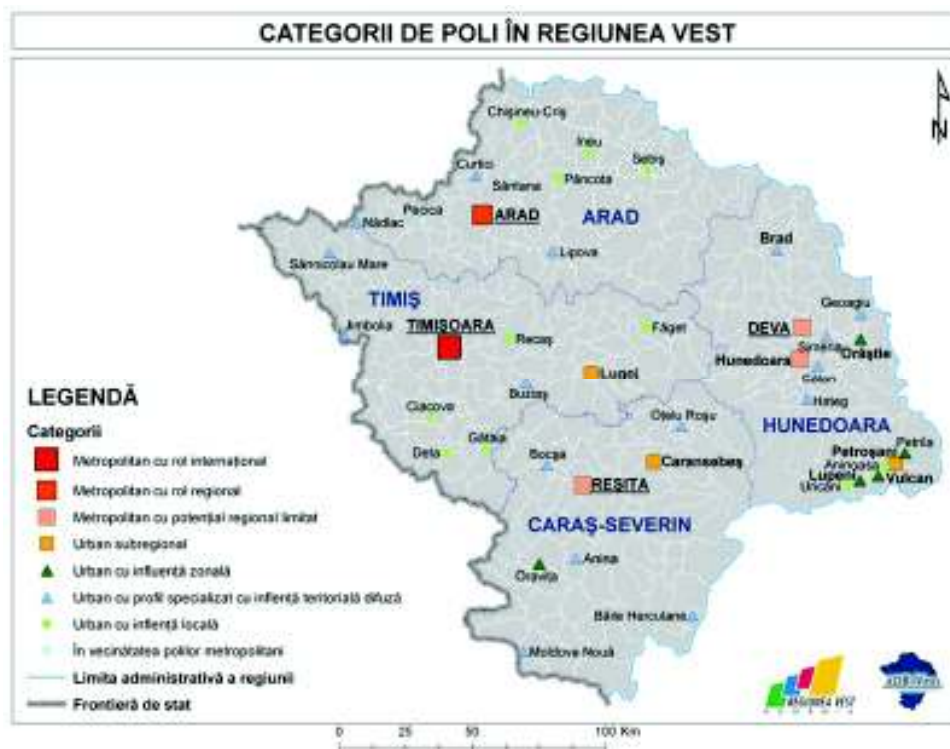 CATEGORII DE POLI ÎN REGIUNEA VEST
N
Chișineu-Criș
Ineu
Sebiș
Curtici
Sântana
Pâncota
Pecica
ARAD
ARAD
Nădlac
Brad
Sânnicolau Mare
Lipova
TIMIȘ
Geoagiu
Jimbolia
TIMIȘOARA
Recaș
Făget
DEVA
Simeria
Orăștie
Hunedoara
Călan
Lugoj
Buziaș
Hațeg
LEGENDĂ
Ciacova
Oțelu Roșu
HUNEDOARA
Categorii
Deta
Gătaia
Bocșa
Caransebeș
Petroșani
Petrila
Aninoasa
Lupeni
Vulcan
Uricani
REȘIȚA
Metropolitan cu rol internațional
Metropolitan cu rol regional
Metropolitan cu potențial regional limitat
CARAȘ-SEVERIN
Urban subregional
Urban cu influență zonală
Anina
Oravița
Urban cu profil specializat cu inflență teritorială difuză
Urban cu inflență locală
Băile Herculane
În vecinătatea polilor metropolitani
Moldova Nouă
Limita administrativă a regiunii
Frontieră de stat
REGIUNEA VEST
0 25 50 100 Km